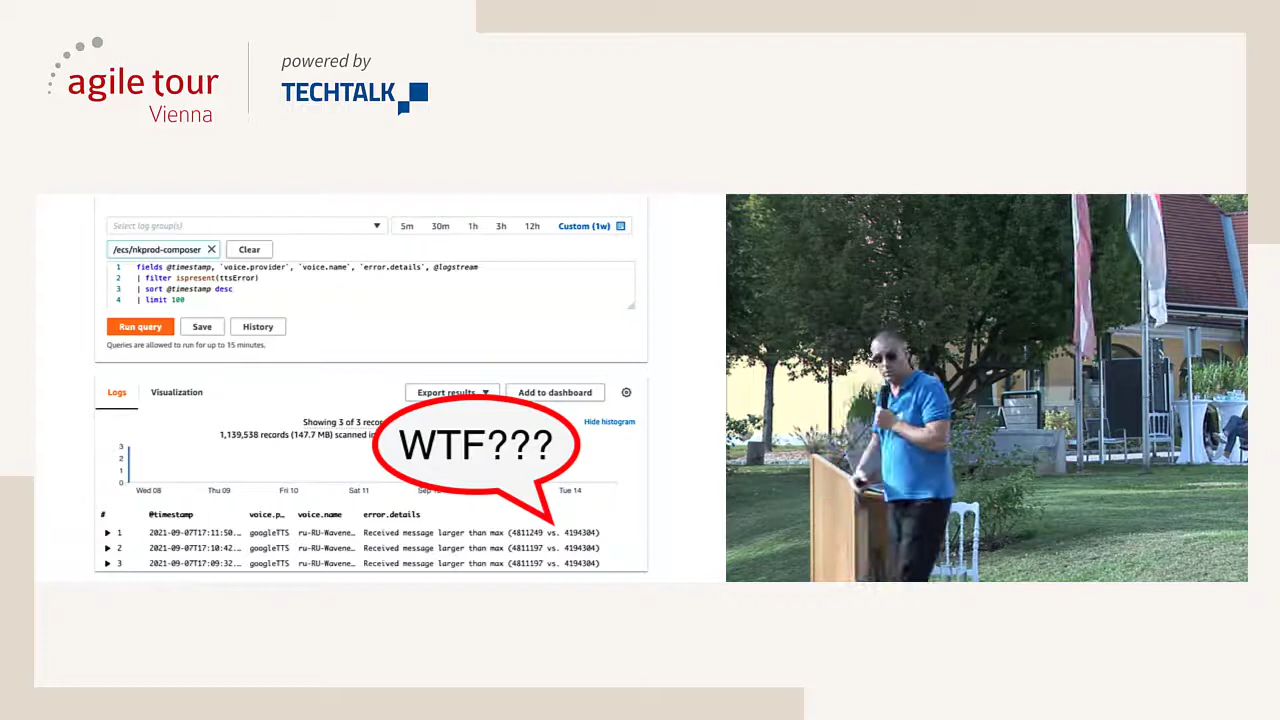 agile tour
Vienna
powered by
TECHTALK
Select log group(s)
5m 30m 1h 3h 12h Custom (1w)
/ecs/nkprod-composer
Clear
1 fields @timestamp, `voice.provider`, `voice.name`, `error.details`, @logstream
2 | filter ispresent(ttsError)
3 | sort @timestamp desc
4 | limit 100
Run query Save History
Queries are allowed to run for up to 15 minutes.
Logs Visualization Export results Add to dashboard
Showing 3 of 3
Hide histogram
1,139,538 records (147.7 MB) scanned
WTF???
3
2
1
0
Wed 08 Thu 09 Fri 10 Sat 11 Tue 14
# @timestamp voice.p... voice.name error.details
1 2021-09-07T17:11:50... googleTTS ru-RU-Wavene... Received message larger than max (4811249 vs. 4194304)
2 2021-09-07T17:10:42... googleTTS ru-RU-Wavene... Received message larger than max (4811197 vs. 4194304)
3 2021-09-07T17:09:32... googleTTS ru-RU-Wavene... Received message larger than max (4811197 vs. 4194304)